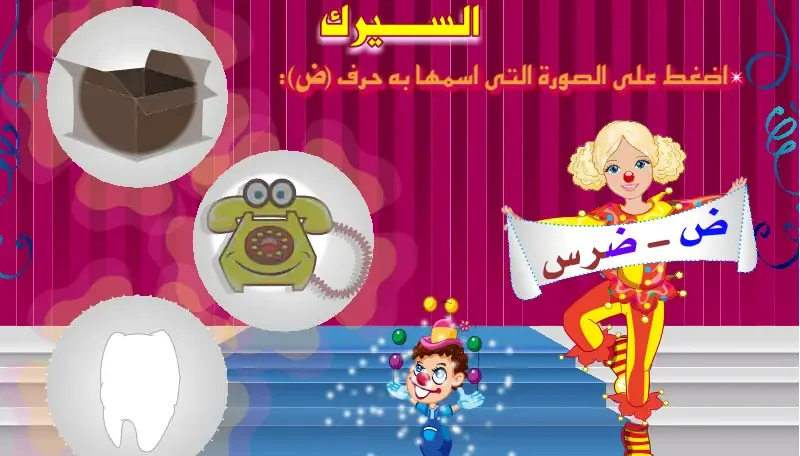 السيرك
*اضغط على الصورة التى اسمها به حرف (ض):
ض - ضرس